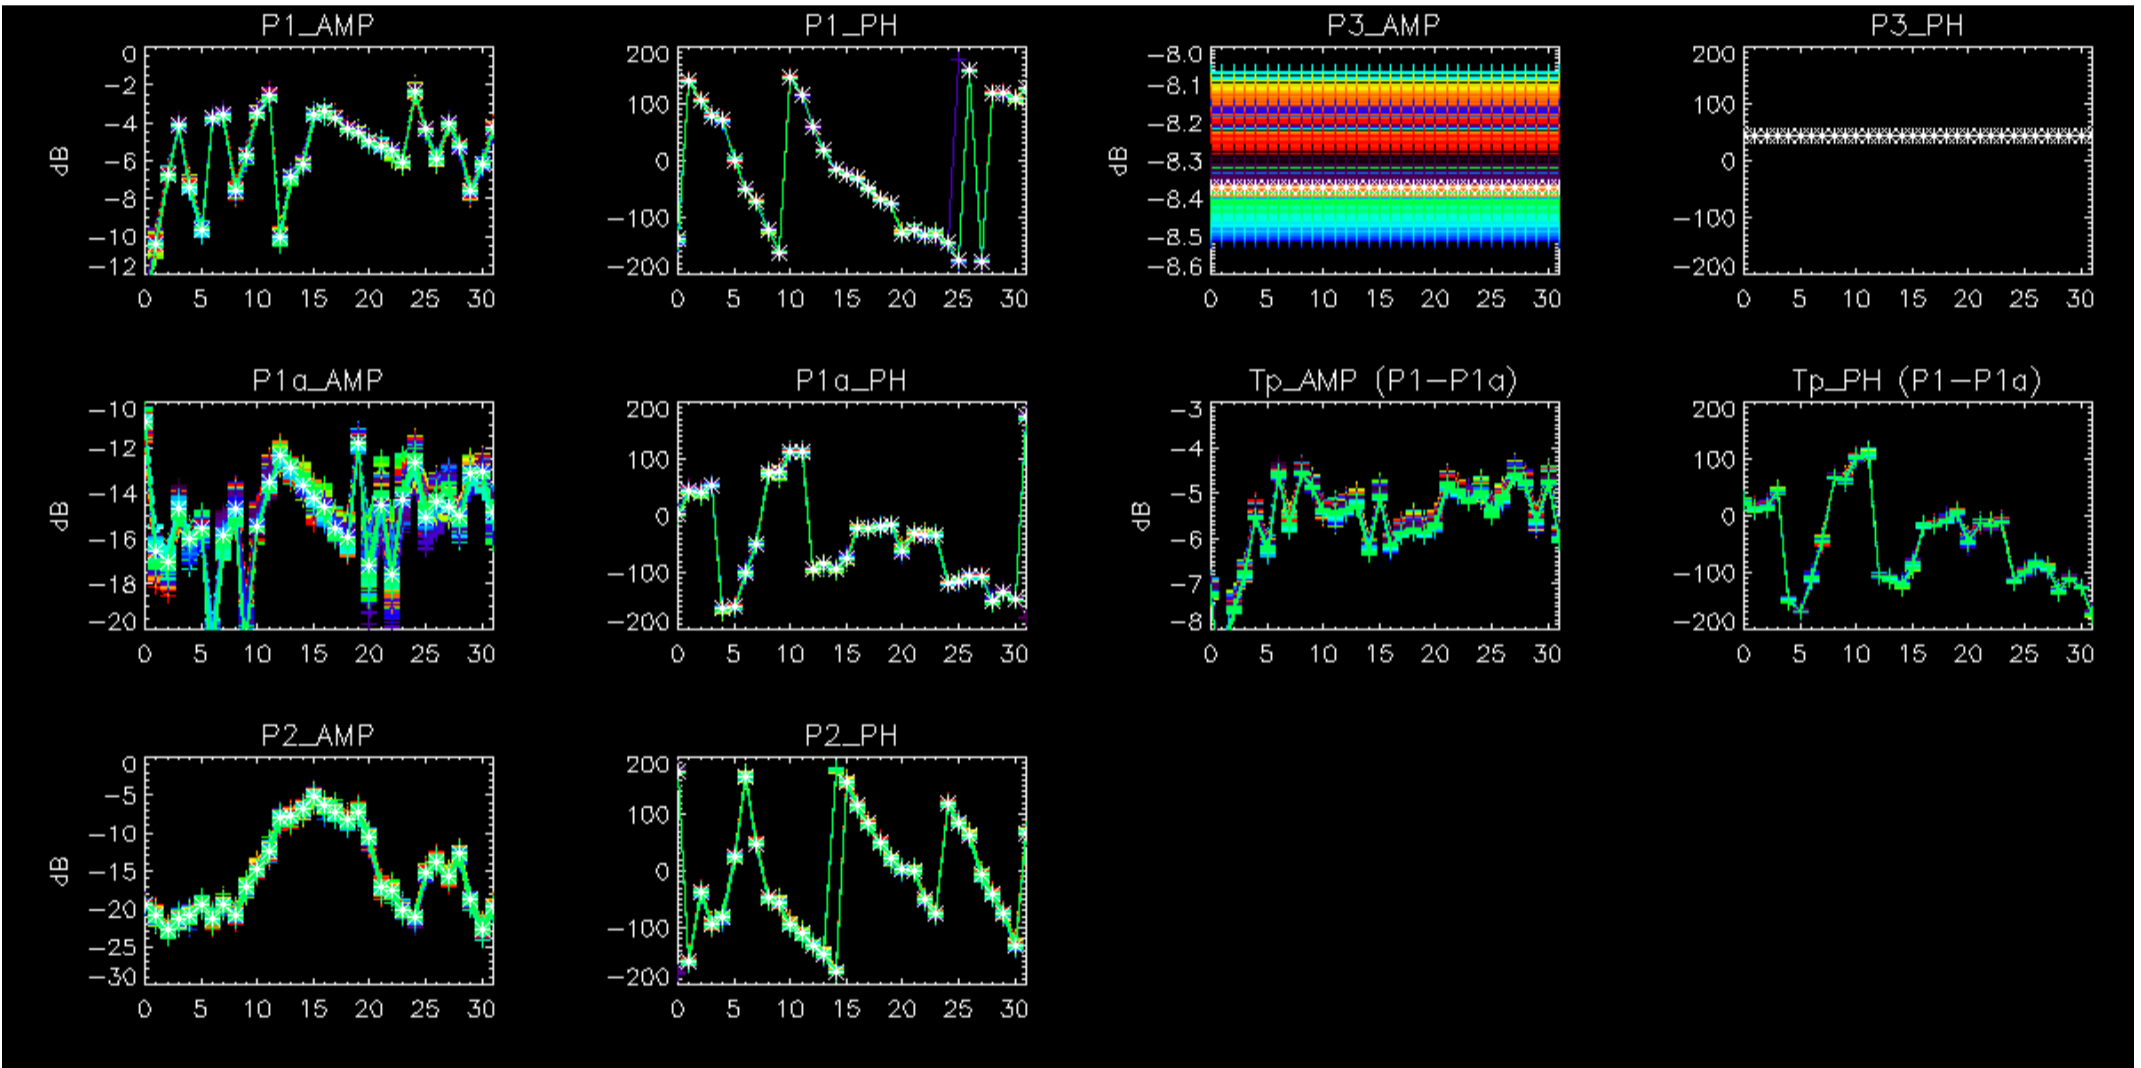 P1_AMP
0
-2
-4
-6
-8
-10
-12
dB
0 5 10 15 20 25 30
P1_PH
200
100
0
-100
-200
0 5 10 15 20 25 30
P3_AMP
-8.0
-8.1
-8.2
-8.3
-8.4
-8.5
-8.6
dB
0 5 10 15 20 25 30
P3_PH
200
100
0
-100
-200
0 5 10 15 20 25 30
P1a_AMP
-10
-12
-14
-16
-18
-20
dB
0 5 10 15 20 25 30
P1a_PH
200
100
0
-100
-200
0 5 10 15 20 25 30
Tp_AMP (P1-P1a)
-3
-4
-5
-6
-7
-8
dB
0 5 10 15 20 25 30
Tp_PH (P1-P1a)
200
100
0
-100
-200
0 5 10 15 20 25 30
P2_AMP
0
-5
-10
-15
-20
-25
-30
dB
0 5 10 15 20 25 30
P2_PH
200
100
0
-100
-200
0 5 10 15 20 25 30